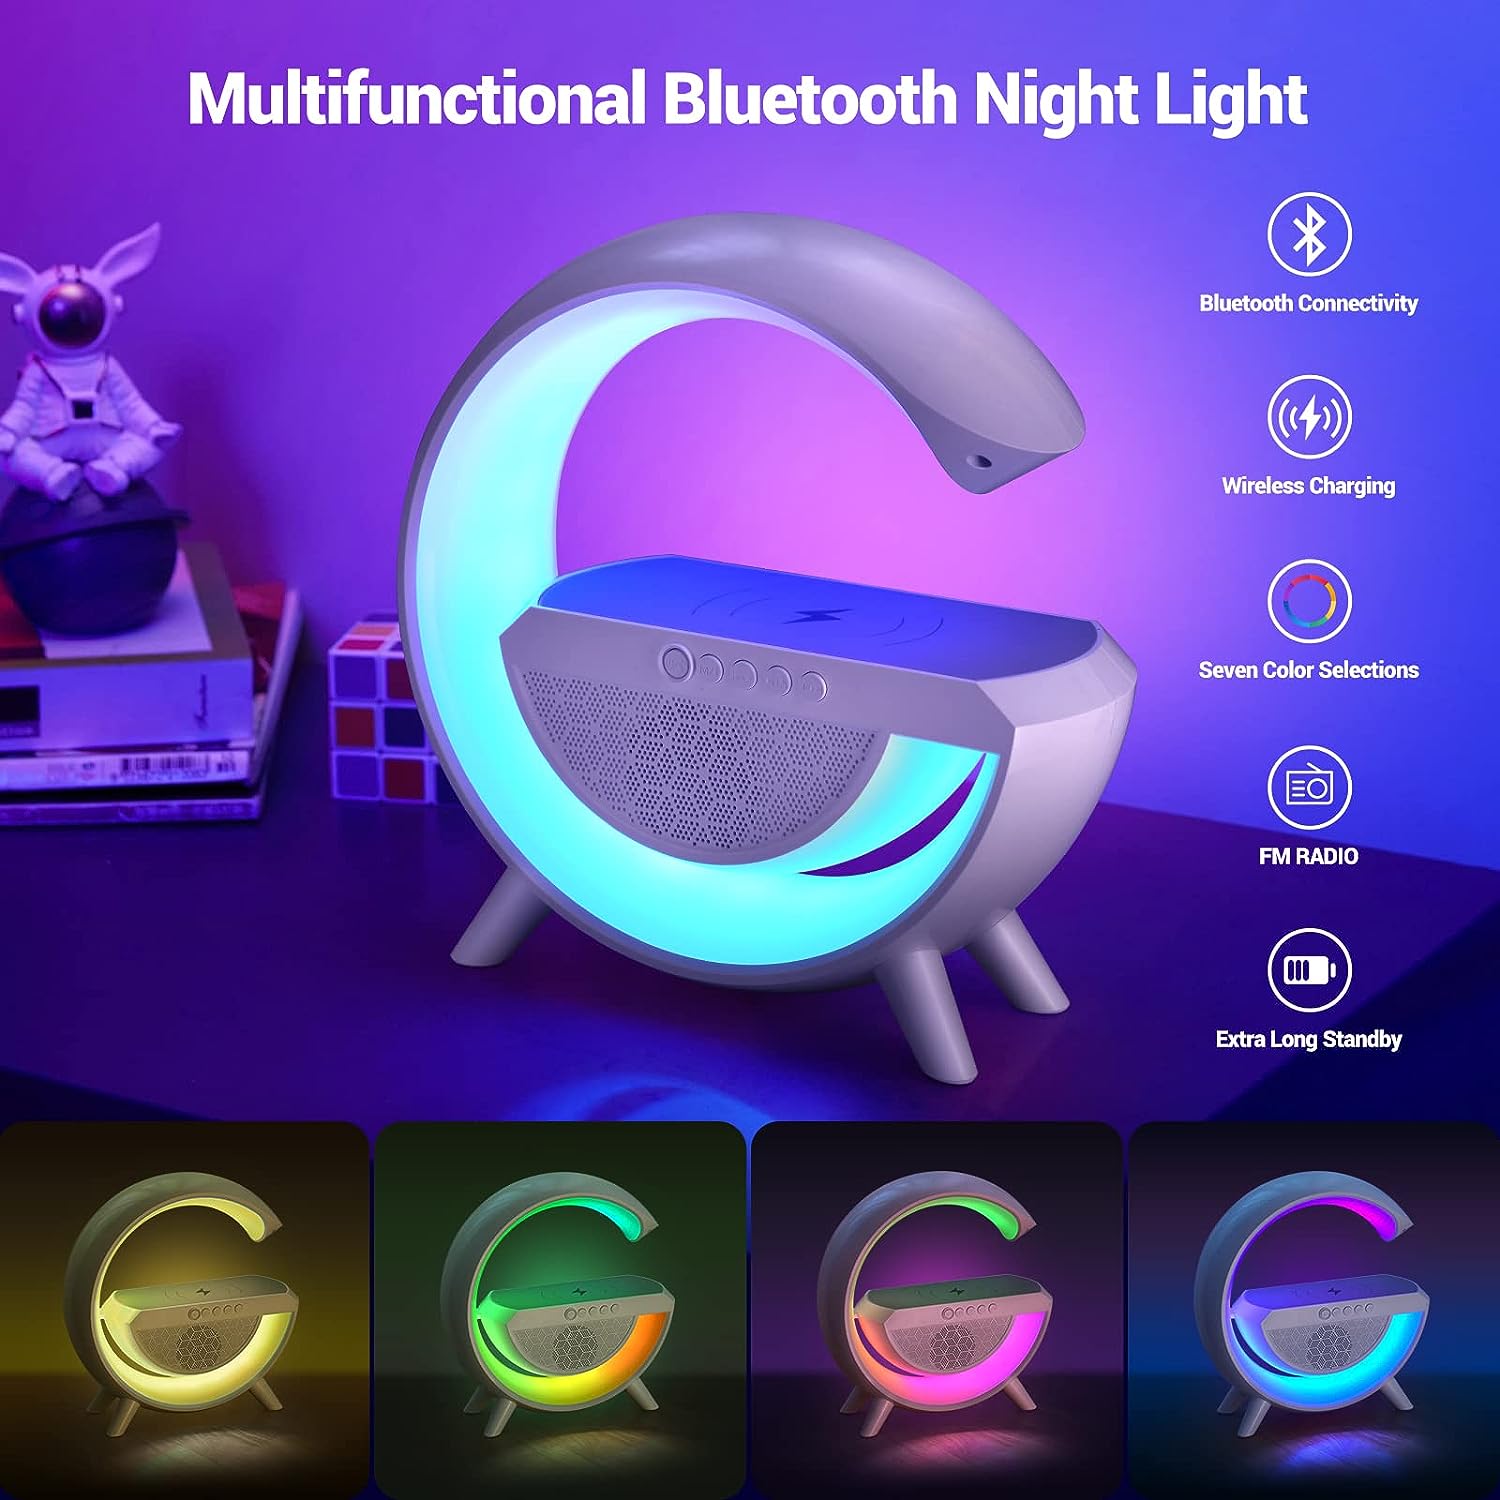 Multifunctional Bluetooth Night Light
Bluetooth Connectivity
Wireless Charging
Seven Color Selections
FM RADIO
Extra Long Standby